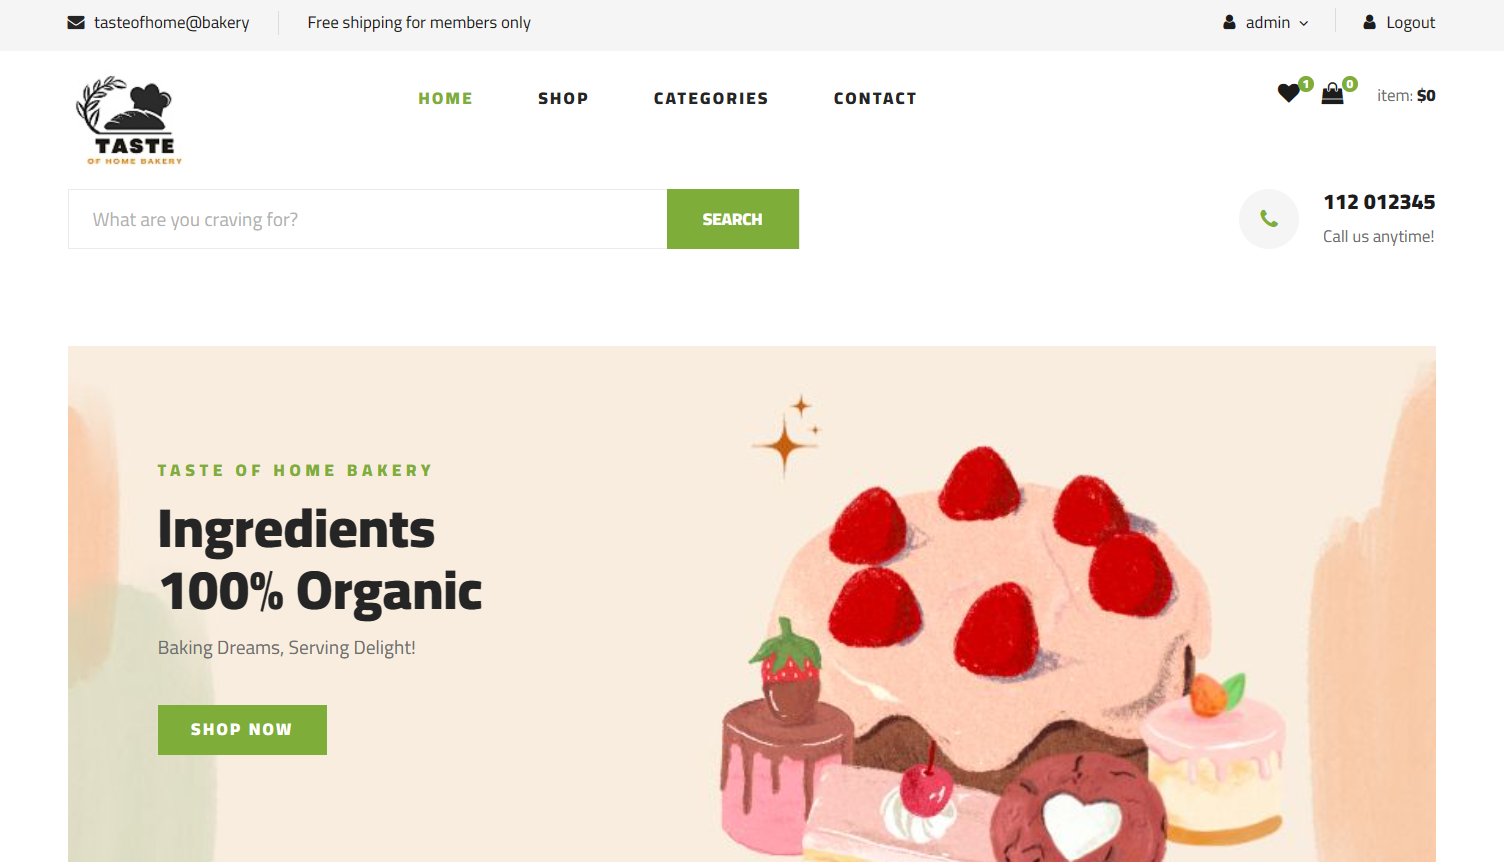 tasteofhome@bakery
Free shipping for members only
admin
Logout
TASTE
OF HOME BAKERY
HOME
SHOP
CATEGORIES
CONTACT
1
0
item: $0
What are you craving for?
SEARCH
112 012345
Call us anytime!
TASTE OF HOME BAKERY
Ingredients
100% Organic
Baking Dreams, Serving Delight!
SHOP NOW